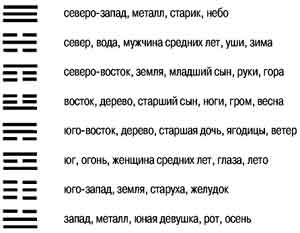 северо-запад, металл, старик, небо
север, вода, мужчина средних лет, уши, зима
северо-восток, земля, младший сын, руки, гора
восток, дерево, старший сын, ноги, гром, весна
юго-восток, дерево, старшая дочь, ягодицы, ветер
юг, огонь, женщина средних лет, глаза, лето
юго-запад, земля, старуха, желудок
запад, металл, юная девушка, рот, осень